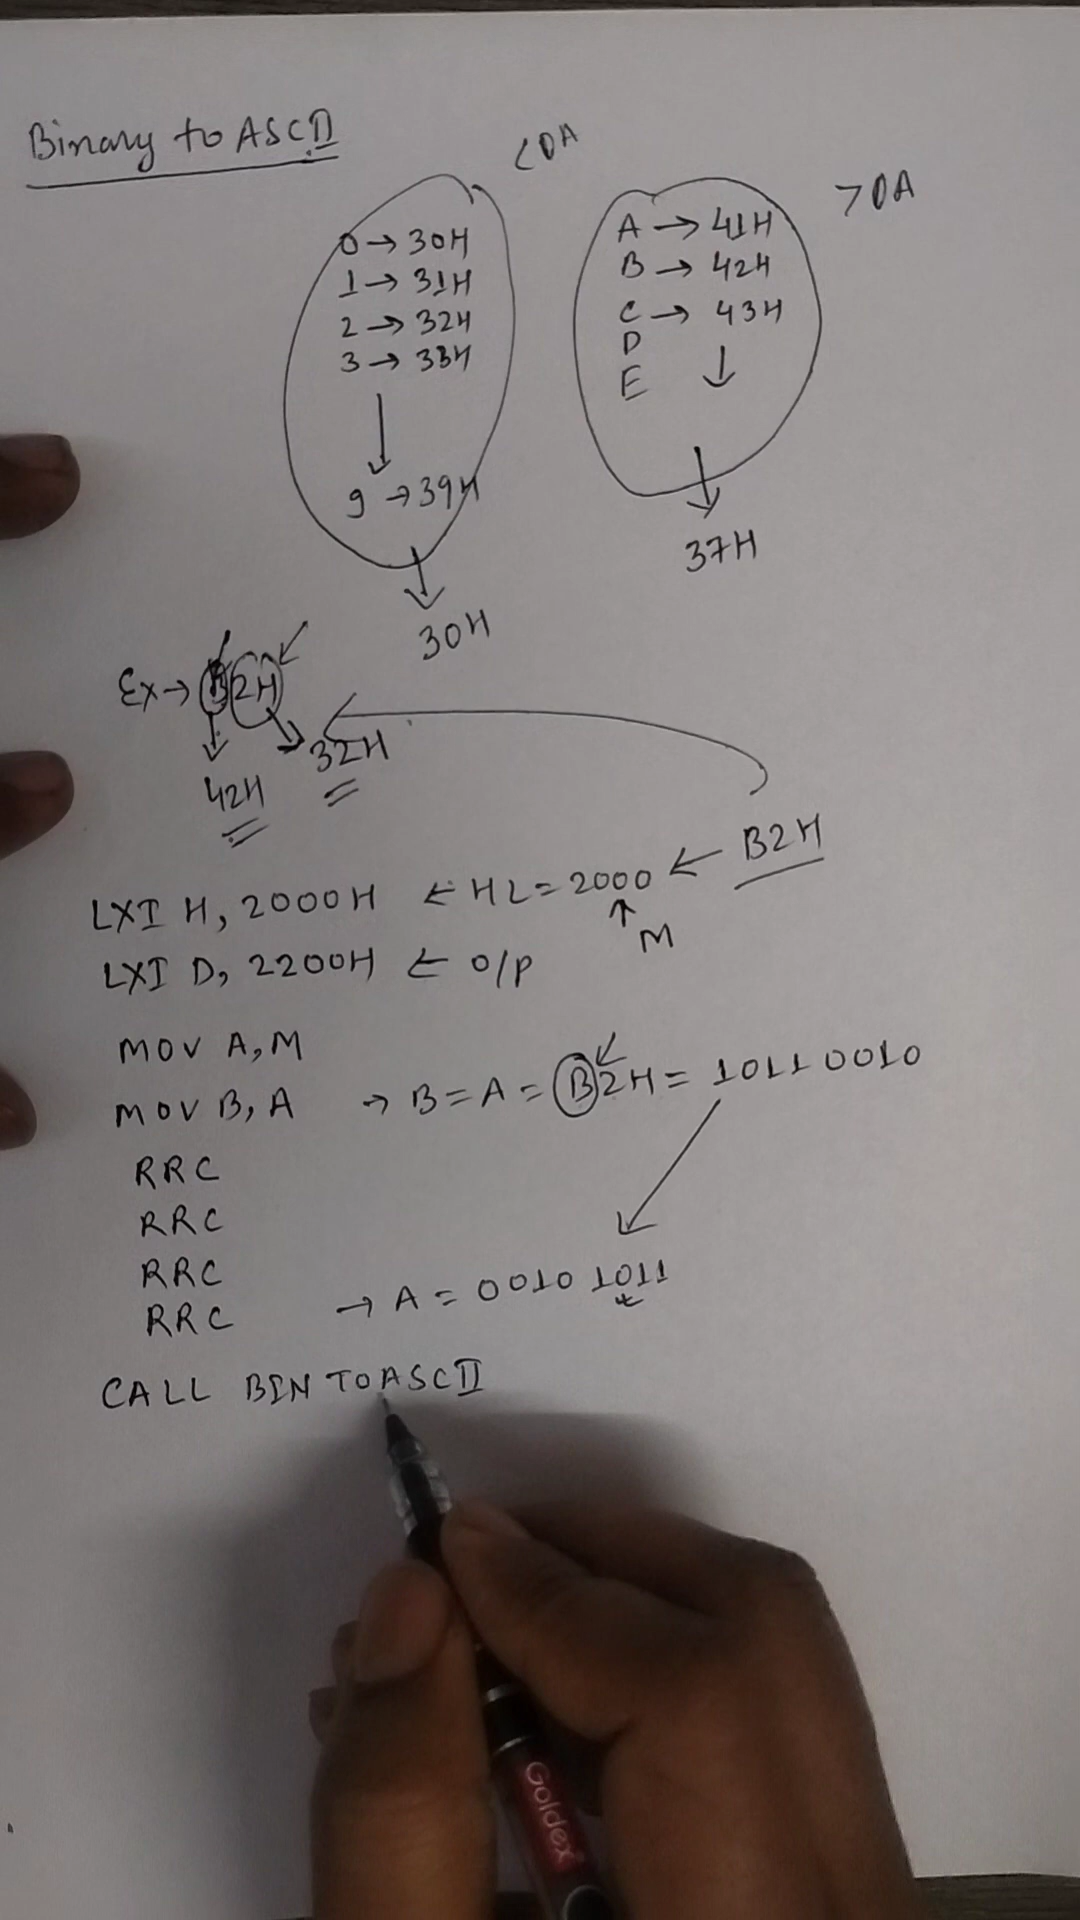 Binary to ASCII
<0A
0 → 30H
1 → 31H
2 → 32H
3 → 33H
↓
9 → 39H
↓
30H
>0A
A → 41H
B → 42H
C → 43H
D
E
↓
37H
Ex → B2H
42H
32H
B2H
LXI H, 2000H ← HL = 2000 ←
M
LXI D, 2200H ← O/P
MOV A, M
MOV B, A → B = A = B2H = 1011 0010
RRC
RRC
RRC
RRC → A = 0010 1011
CALL BIN TO ASCII
Goldex